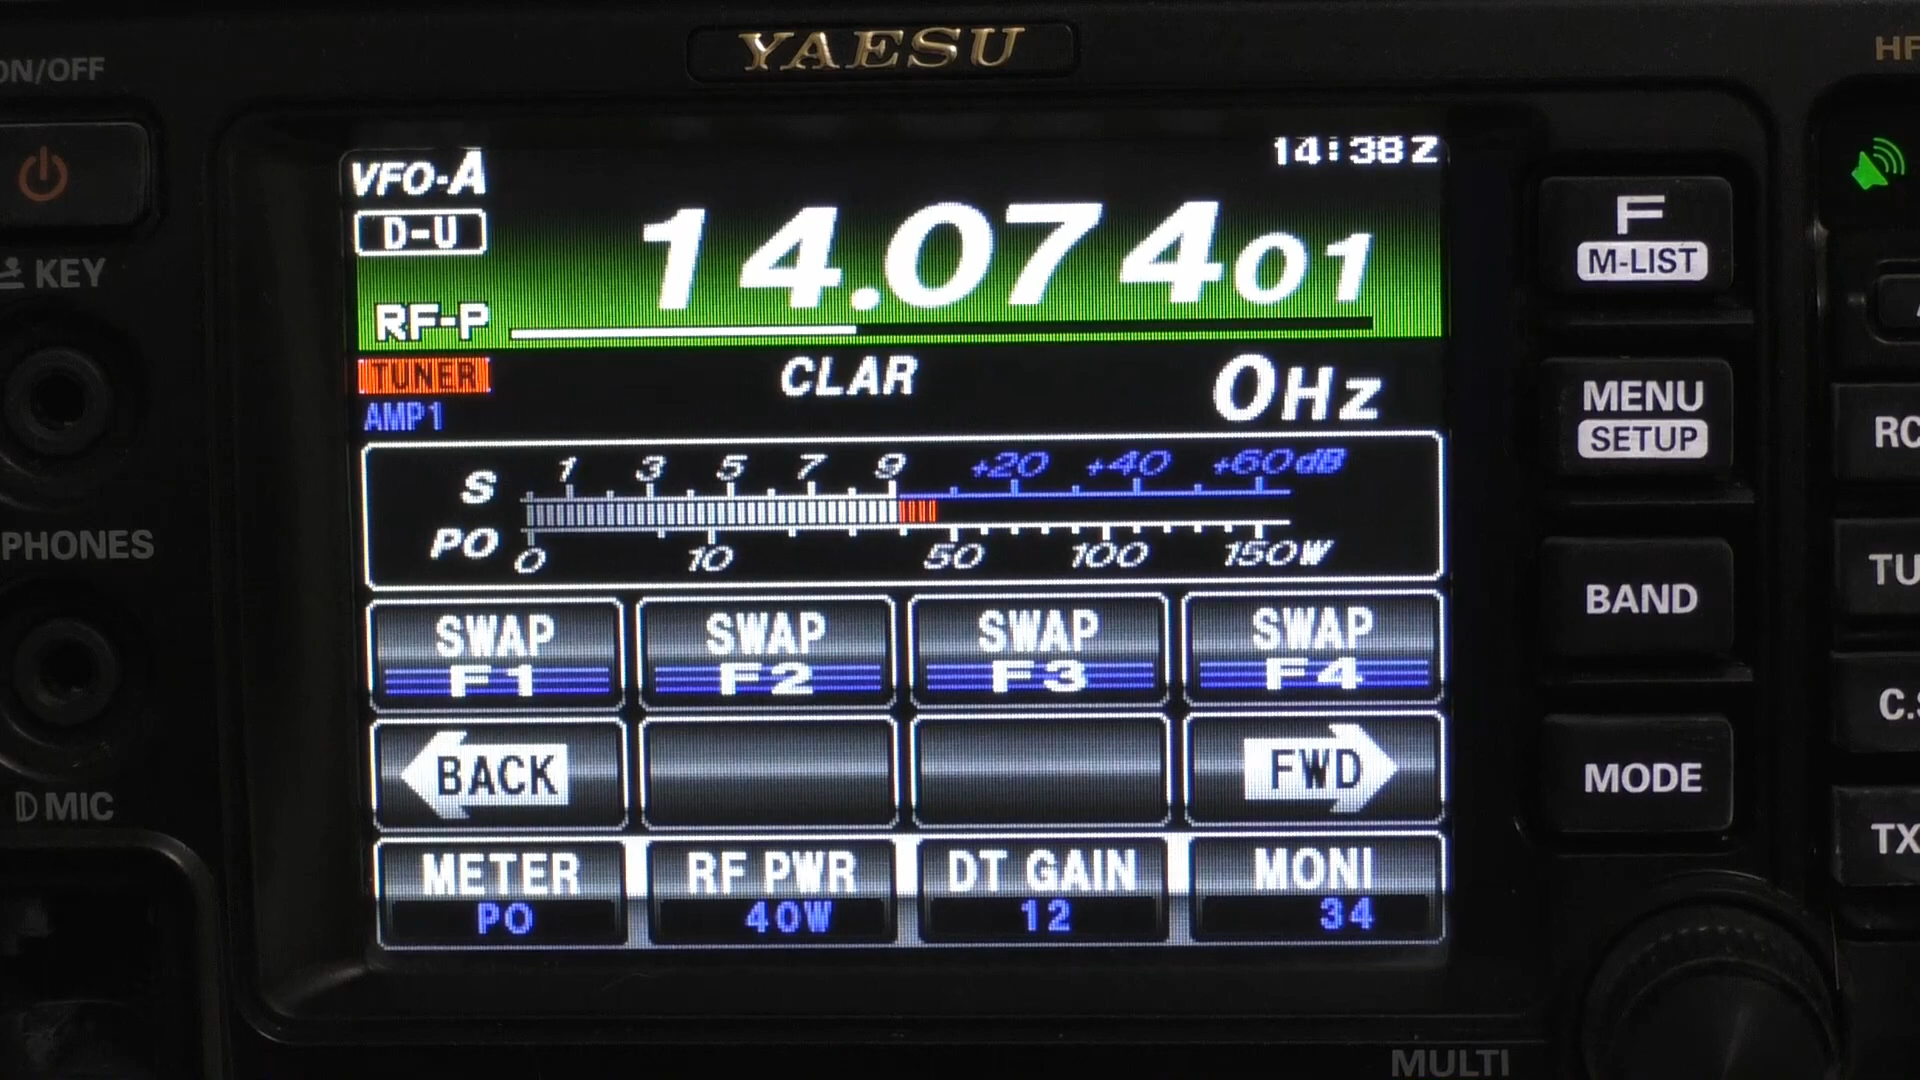 YAESU
HF
ON/OFF
14:38Z
VFO-A
D-U
14.07401
RF-P
TUNER
CLAR
0Hz
AMP1
S 1 3 5 7 9 +20 +40 +60dB
PO 0 10 50 100 150W
SWAP SWAP SWAP SWAP
F1 F2 F3 F4
BACK FWD
METER RF PWR DT GAIN MONI
PO 40W 12 34
KEY
PHONES
MIC
F
M-LIST
MENU
SETUP
BAND
MODE
MULTI